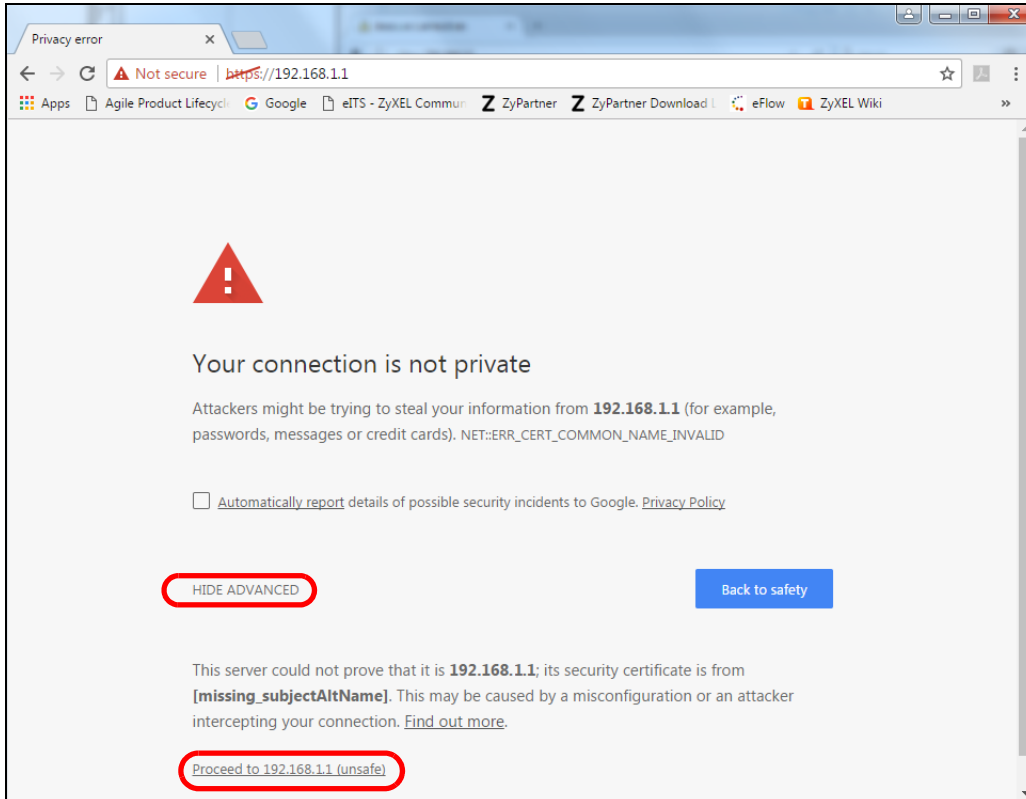 Privacy error
Not secure | https://192.168.1.1
Apps Agile Product Lifecycl Google eITS - ZyXEL Commun ZyPartner ZyPartner Download eFlow ZyXEL Wiki »
Your connection is not private
Attackers might be trying to steal your information from 192.168.1.1 (for example,
passwords, messages or credit cards). NET::ERR_CERT_COMMON_NAME_INVALID
Automatically report details of possible security incidents to Google. Privacy Policy
HIDE ADVANCED
Back to safety
This server could not prove that it is 192.168.1.1; its security certificate is from
[missing_subjectAltName]. This may be caused by a misconfiguration or an attacker
intercepting your connection. Find out more.
Proceed to 192.168.1.1 (unsafe)